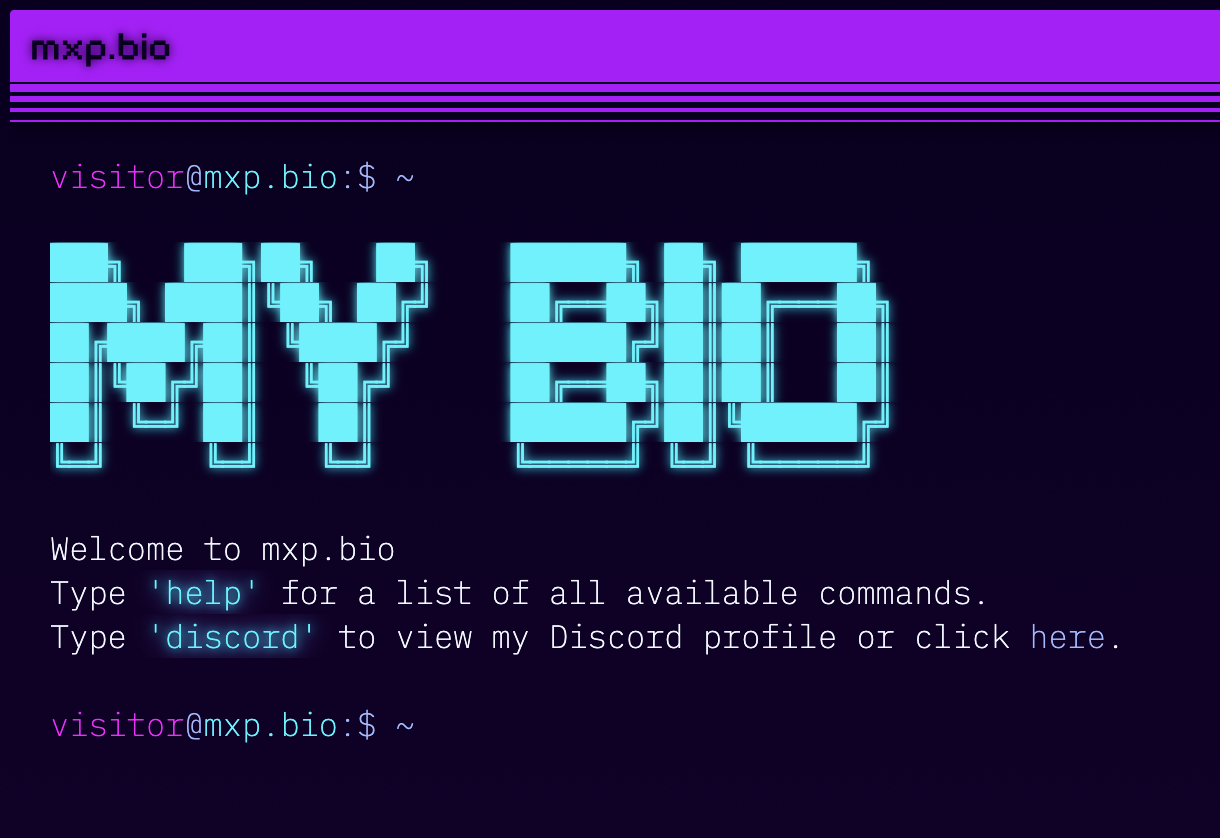 mxp.bio
visitor@mxp.bio:$ ~
MY BIO
Welcome to mxp.bio
Type 'help' for a list of all available commands.
Type 'discord' to view my Discord profile or click here.
visitor@mxp.bio:$ ~